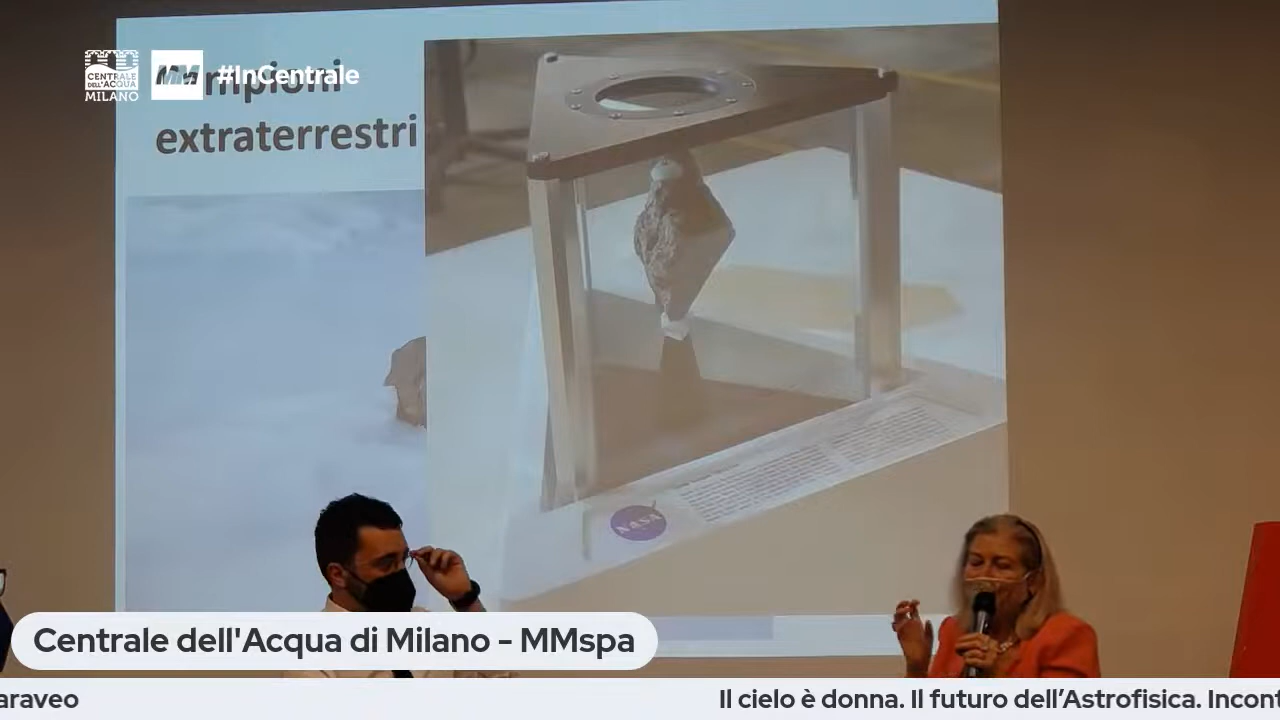 CENTRALE
DELL'ACQUA
MILANO
MM
#InCentrale
mpioni
extraterrestri
NASA
Centrale dell'Acqua di Milano - MMspa
araveo
Il cielo è donna. Il futuro dell'Astrofisica. Incont